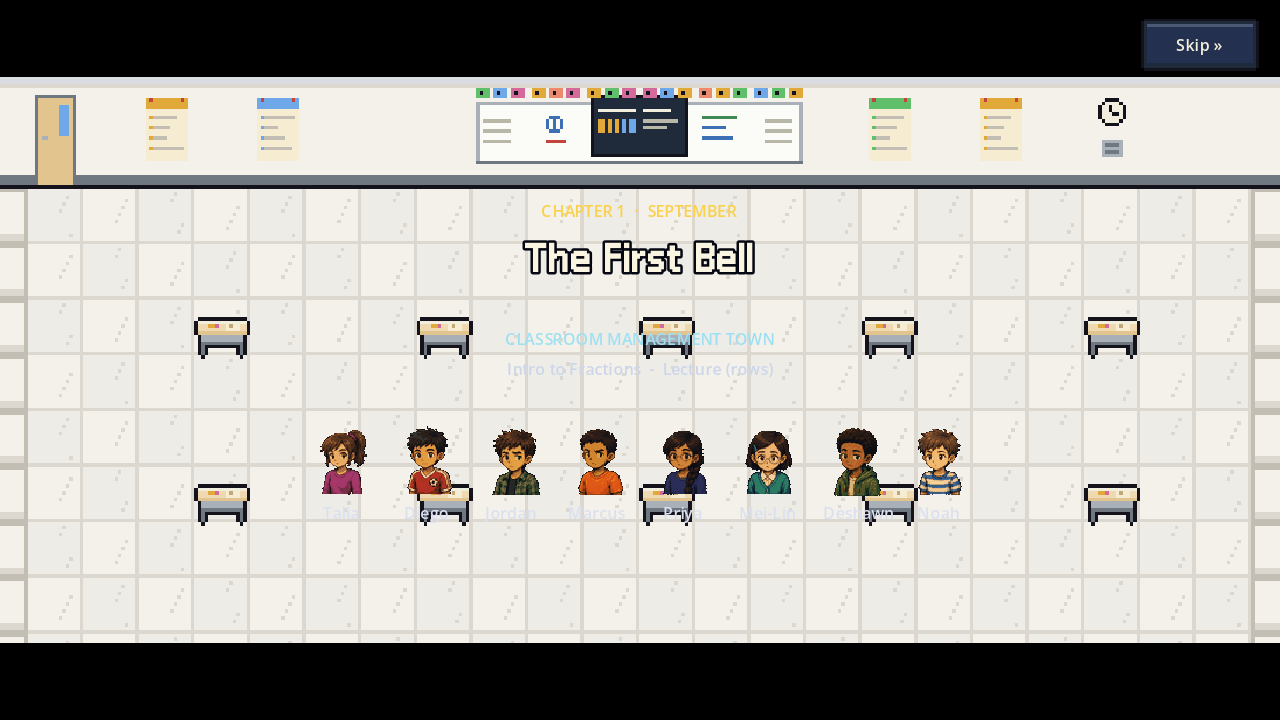 Skip »
CHAPTER 1 · SEPTEMBER
The First Bell
CLASSROOM MANAGEMENT TOWN
Intro to Fractions - Lecture (rows)
Talia Diego Jordan Marcus Priya Mei-Lin Deshawn Noah